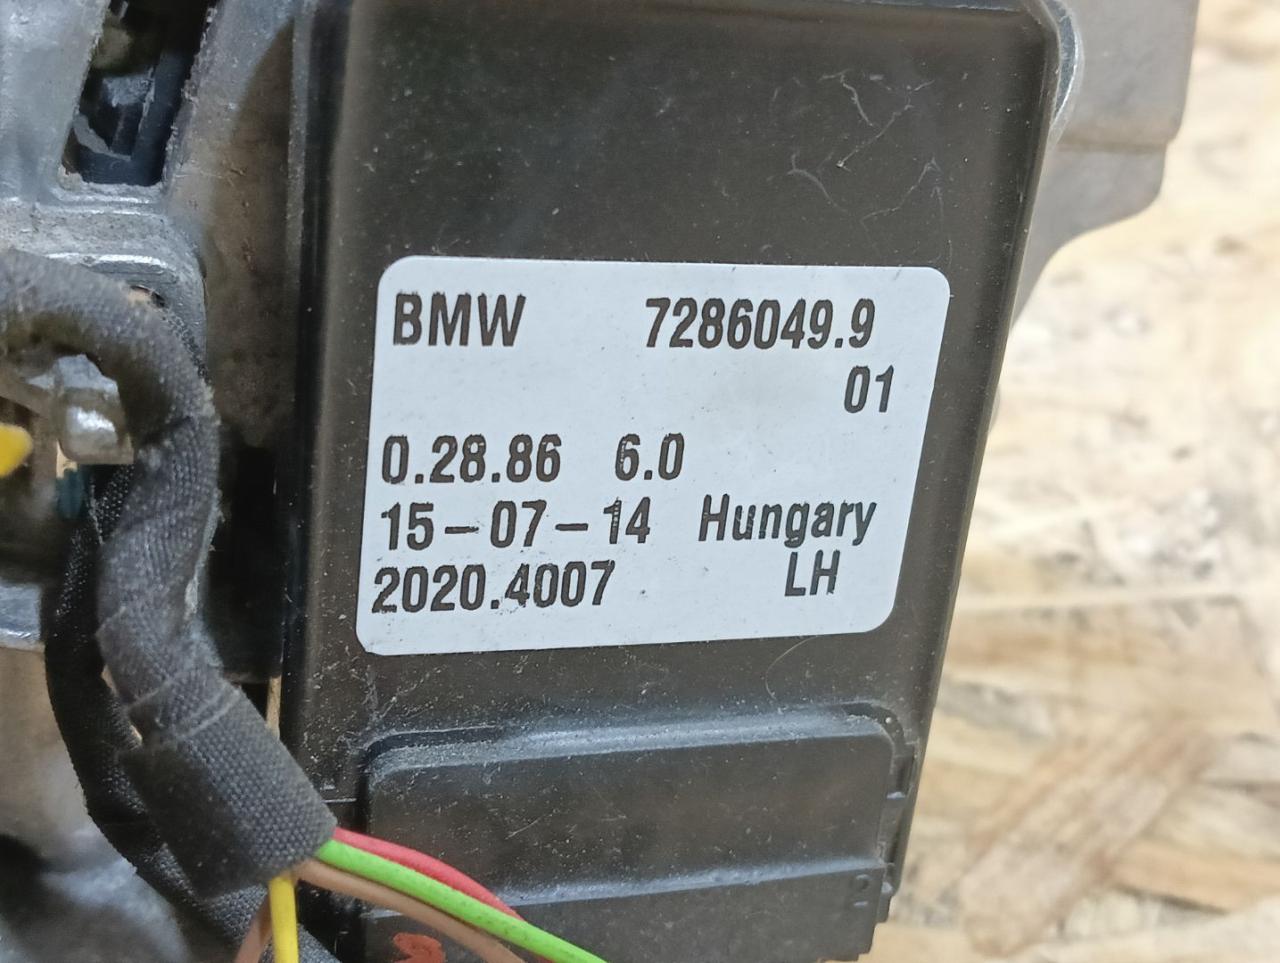 BMW 7286049.9
01
0.28.86 6.0
15-07-14 Hungary
2020.4007 LH